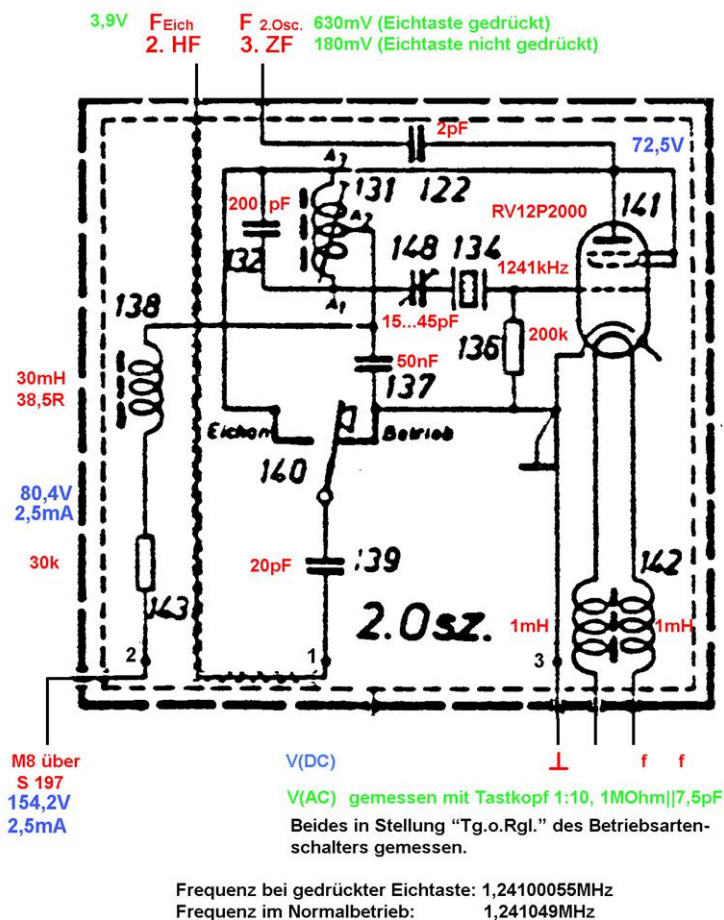 3,9V FEich F 2.Osc. 630mV (Eichtaste gedrückt)
2. HF 3. ZF 180mV (Eichtaste nicht gedrückt)
2pF
72,5V
A3 131 122 RV12P2000 141
200 pF A2
132 148 134 1241kHz
A1
138 15...45pF 136 200k
30mH 50nF
38,5R 137
Eichen Betrieb
140
80,4V
2,5mA
30k 20pF 139 142
143 2.Osz. 1mH 1mH
2 1 3
M8 über V(DC) ⊥ f f
S 197
154,2V V(AC) gemessen mit Tastkopf 1:10, 1MOhm||7,5pF
2,5mA Beides in Stellung “Tg.o.Rgl.” des Betriebsarten-
schalters gemessen.
Frequenz bei gedrückter Eichtaste: 1,24100055MHz
Frequenz im Normalbetrieb: 1,241049MHz